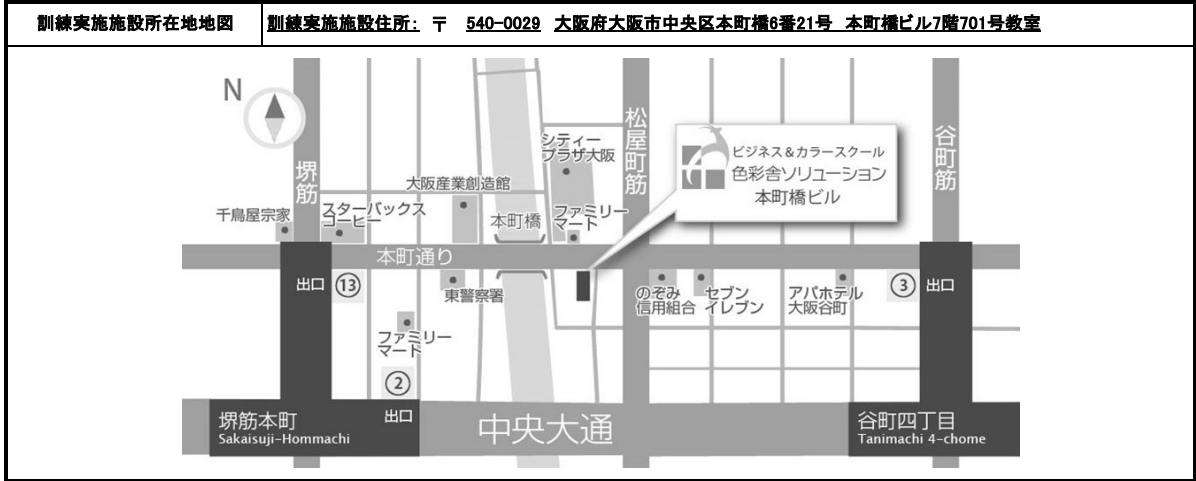 訓練実施施設所在地地図
訓練実施施設住所: 〒 540-0029 大阪府大阪市中央区本町橋6番21号 本町橋ビル7階701号教室
N
堺筋
松屋町筋
谷町筋
シティー
プラザ大阪
ビジネス&カラースクール
色彩舎ソリューション
本町橋ビル
大阪産業創造館
千鳥屋宗家
スターバックス
コーヒー
本町橋
ファミリー
マート
本町通り
出口 ⑬
東警察署
のぞみ
信用組合
セブン
イレブン
アパホテル
大阪谷町
③ 出口
ファミリー
マート
②
出口
堺筋本町
Sakaisuji-Hommachi
中央大通
谷町四丁目
Tanimachi 4-chome